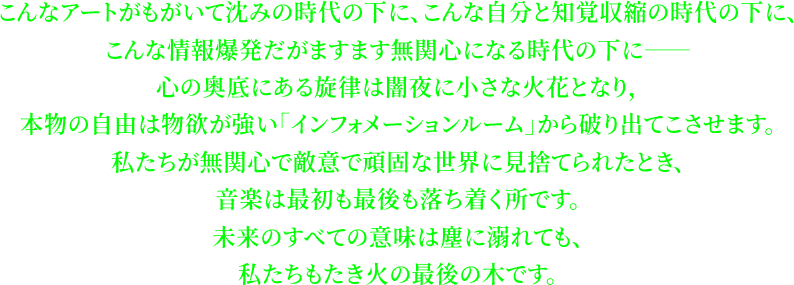 こんなアートがもがいて沈みの時代の下に、こんな自分と知覚収縮の時代の下に、
こんな情報爆発だがますます無関心になる時代の下に——
心の奥底にある旋律は闇夜に小さな火花となり,
本物の自由は物欲が強い「インフォメーションルーム」から破り出てこさせます。
私たちが無関心で敵意で頑固な世界に見捨てられたとき、
音楽は最初も最後も落ち着く所です。
未来のすべての意味は塵に溺れても、
私たちもたき火の最後の木です。